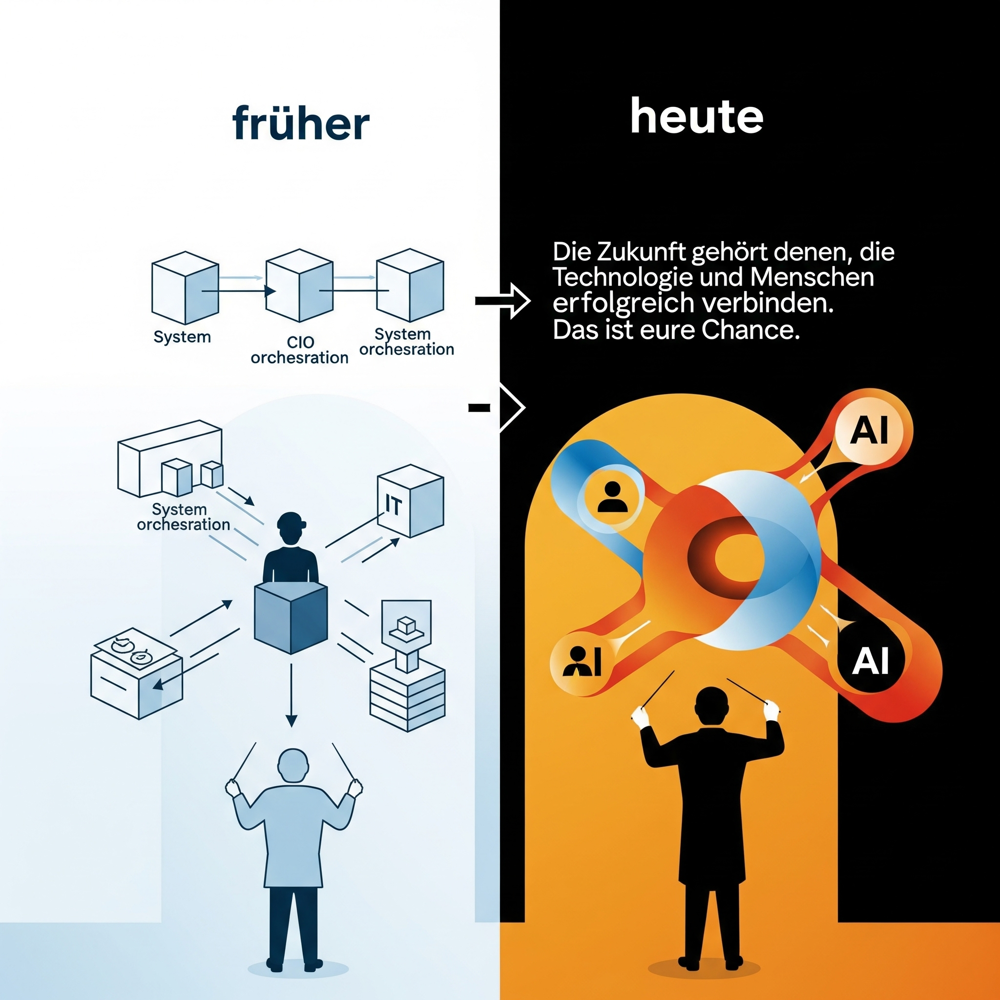 früher
heute
System
CIO
orchesration
System
orchesration
Die Zukunft gehört denen, die
Technologie und Menschen
erfolgreich verbinden.
Das ist eure Chance.
System
orchesration
IT
AI
I
AI